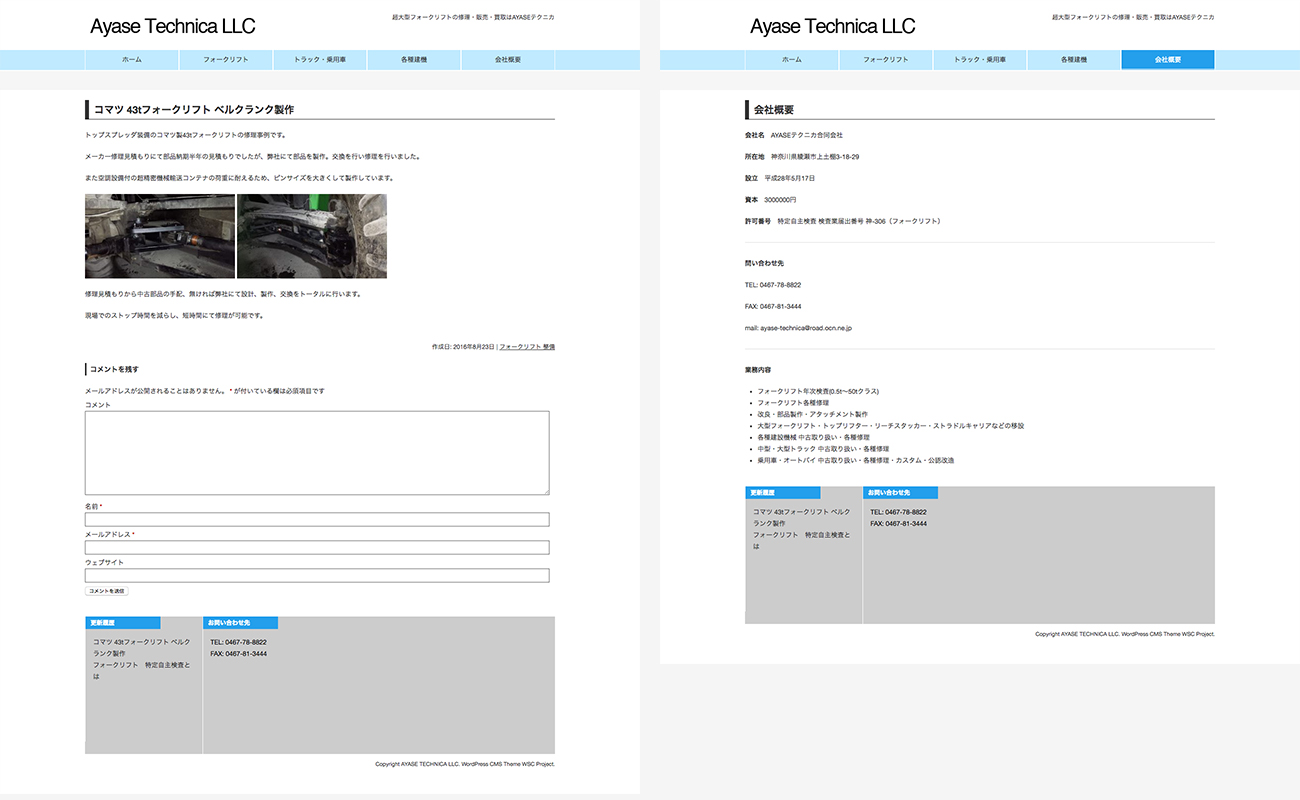 Ayase Technica LLC
超大型フォークリフトの修理・販売・買取はAYASEテクニカ
ホーム
フォークリフト
トラック・乗用車
各種建機
会社概要
コマツ 43tフォークリフト ベルクランク製作
トップスプレッダ装備のコマツ製43tフォークリフトの修理事例です。
メーカー修理見積もりにて部品納期半年の見積もりでしたが、弊社にて部品を製作。交換を行い修理を行いました。
また空調設備付の超精密機械輸送コンテナの荷重に耐えるため、ピンサイズを大きくして製作しています。
修理見積もりから中古部品の手配、無ければ弊社にて設計、製作、交換をトータルに行います。
現場でのストップ時間を減らし、短時間にて修理が可能です。
作成日: 2016年8月23日 | フォークリフト 整備
コメントを残す
メールアドレスが公開されることはありません。 * が付いている欄は必須項目です
コメント
名前 *
メールアドレス *
ウェブサイト
コメントを送信
更新履歴
コマツ 43tフォークリフト ベルク
ランク製作
フォークリフト　特定自主検査と
は
お問い合わせ先
TEL: 0467-78-8822
FAX: 0467-81-3444
Copyright AYASE TECHNICA LLC. WordPress CMS Theme WSC Project.
Ayase Technica LLC
超大型フォークリフトの修理・販売・買取はAYASEテクニカ
ホーム
フォークリフト
トラック・乗用車
各種建機
会社概要
会社概要
会社名　AYASEテクニカ合同会社
所在地　神奈川県綾瀬市上土棚3-18-29
設立　平成28年5月17日
資本　3000000円
許可番号　特定自主検査 検査業届出番号 神-306（フォークリフト）
問い合わせ先
TEL: 0467-78-8822
FAX: 0467-81-3444
mail: ayase-technica@road.ocn.ne.jp
業務内容
• フォークリフト年次検査(0.5t〜50tクラス)
• フォークリフト各種修理
• 改良・部品製作・アタッチメント製作
• 大型フォークリフト・トップリフター・リーチスタッカー・ストラドルキャリアなどの移設
• 各種建設機械 中古取り扱い・各種修理
• 中型・大型トラック 中古取り扱い・各種修理
• 乗用車・オートバイ 中古取り扱い・各種修理・カスタム・公認改造
更新履歴
コマツ 43tフォークリフト ベルク
ランク製作
フォークリフト　特定自主検査と
は
お問い合わせ先
TEL: 0467-78-8822
FAX: 0467-81-3444
Copyright AYASE TECHNICA LLC. WordPress CMS Theme WSC Project.